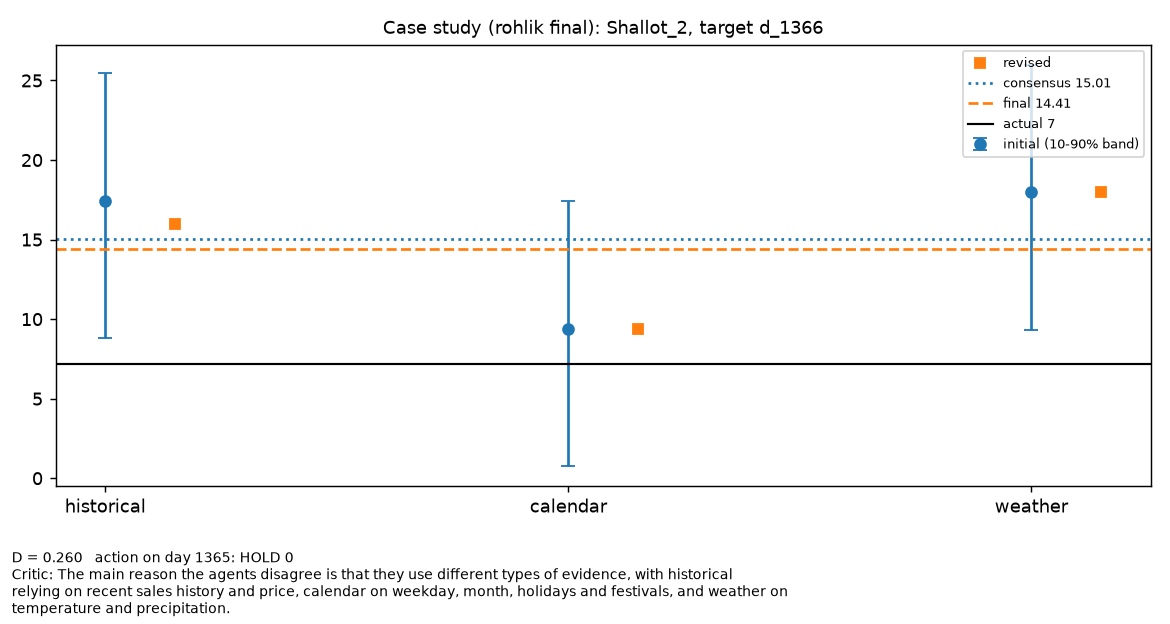 Case study (rohlik final): Shallot_2, target d_1366
revised
consensus 15.01
final 14.41
actual 7
initial (10-90% band)
25
20
15
10
5
0
historical
calendar
weather
D = 0.260   action on day 1365: HOLD 0
Critic: The main reason the agents disagree is that they use different types of evidence, with historical
relying on recent sales history and price, calendar on weekday, month, holidays and festivals, and weather on
temperature and precipitation.